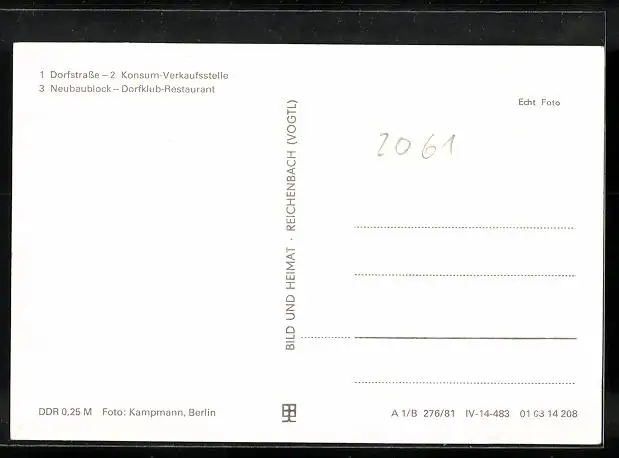 1 Dorfstraße – 2 Konsum-Verkaufsstelle
3 Neubaublock – Dorfklub-Restaurant
Echt Foto
2061
BILD UND HEIMAT · REICHENBACH (VOGTL)
DDR 0,25 M Foto: Kampmann, Berlin
A 1/B 276/81 IV-14-483 01 03 14 208